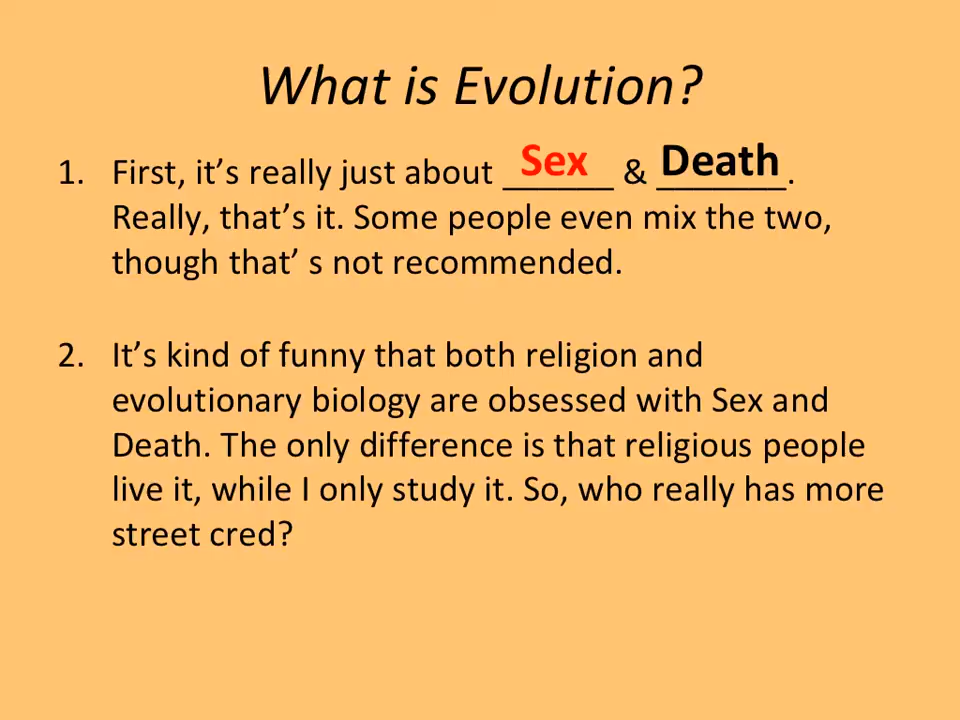 What is Evolution?
1. First, it’s really just about ______ Sex & _______ Death.
Really, that’s it. Some people even mix the two,
though that’ s not recommended.
2. It’s kind of funny that both religion and
evolutionary biology are obsessed with Sex and
Death. The only difference is that religious people
live it, while I only study it. So, who really has more
street cred?